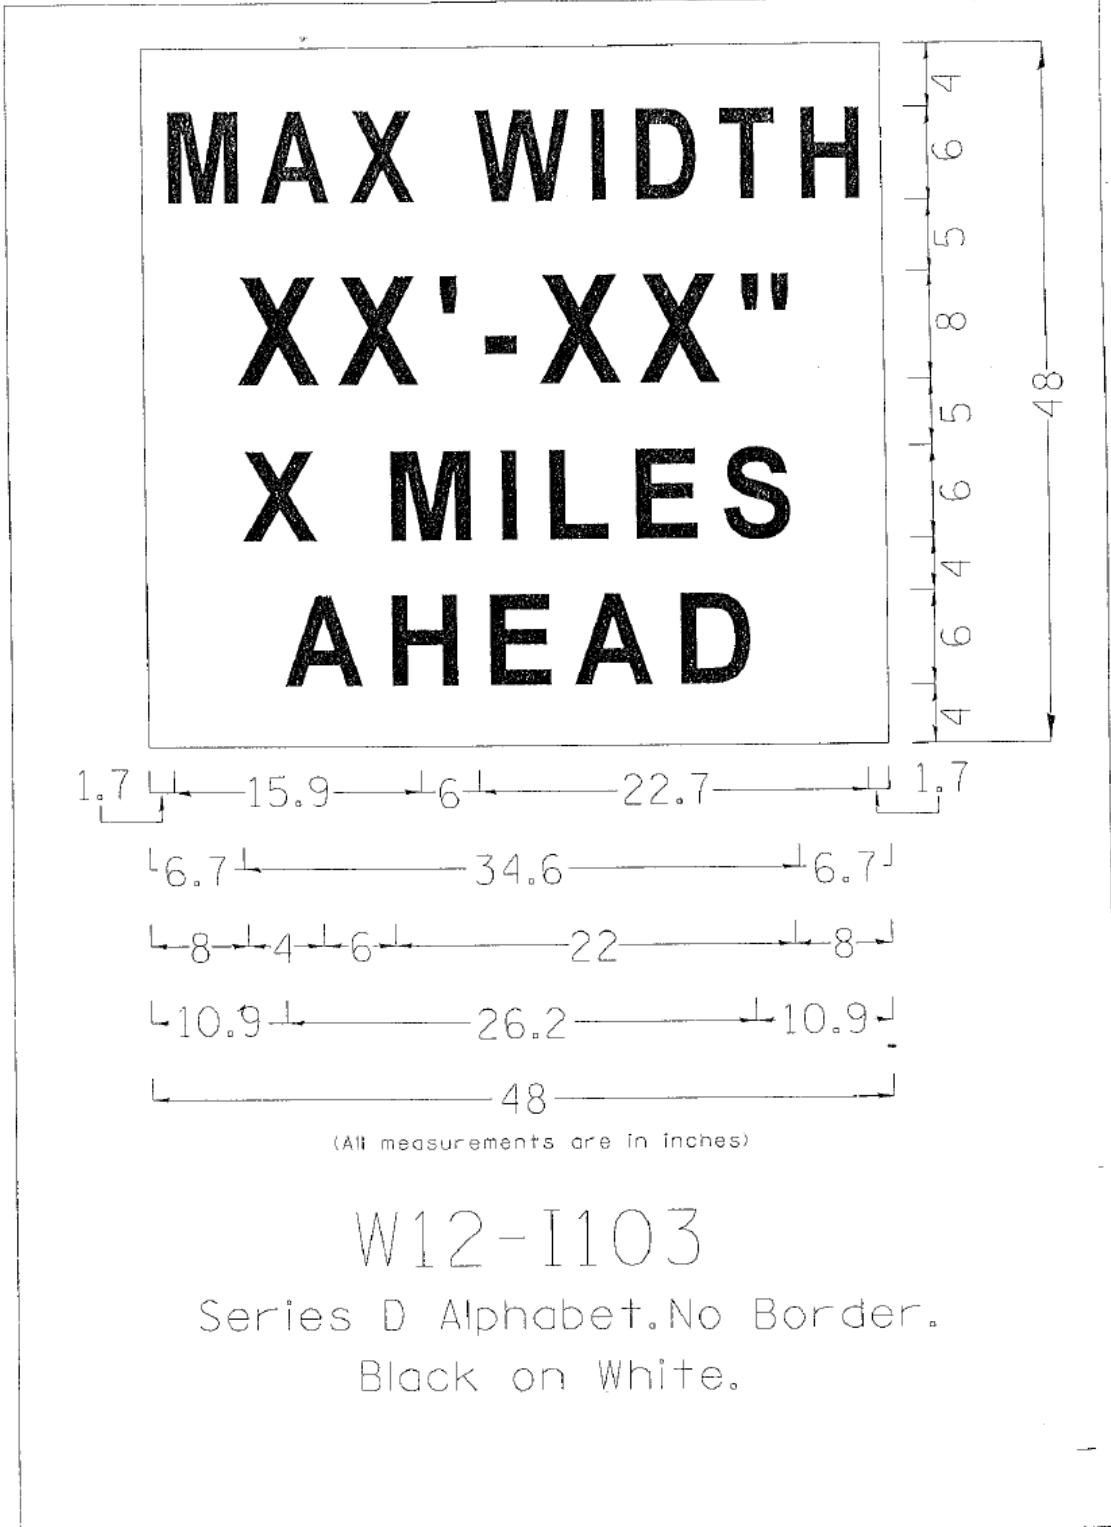 MAX WIDTH
XX'-XX"
X MILES
AHEAD
4
6
5
8
5
6
4
6
4
48
1.7 15.9 6 22.7 1.7
6.7 34.6 6.7
8 4 6 22 8
10.9 26.2 10.9
48
(All measurements are in inches)
W12-I103
Series D Alphabet. No Border.
Black on White.